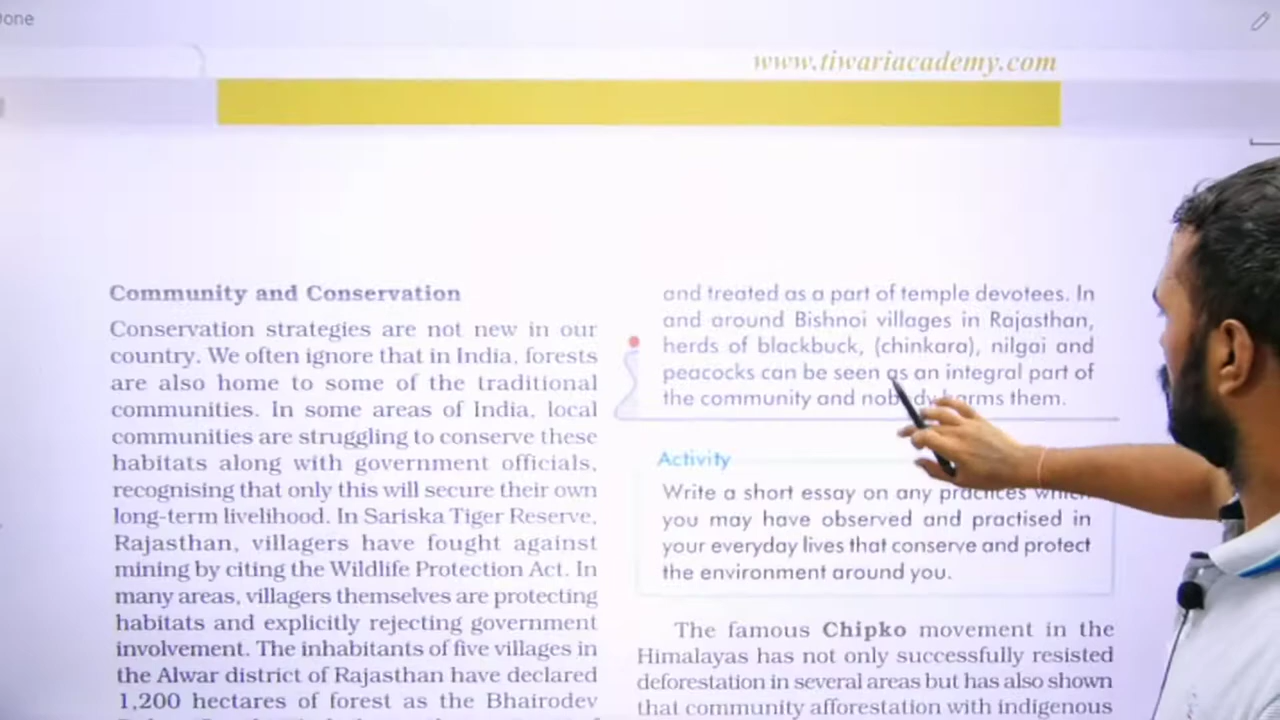 one
www.tiwariacademy.com
Community and Conservation
Conservation strategies are not new in our
country. We often ignore that in India, forests
are also home to some of the traditional
communities. In some areas of India, local
communities are struggling to conserve these
habitats along with government officials,
recognising that only this will secure their own
long-term livelihood. In Sariska Tiger Reserve,
Rajasthan, villagers have fought against
mining by citing the Wildlife Protection Act. In
many areas, villagers themselves are protecting
habitats and explicitly rejecting government
involvement. The inhabitants of five villages in
the Alwar district of Rajasthan have declared
1,200 hectares of forest as the Bhairodev
and treated as a part of temple devotees. In
and around Bishnoi villages in Rajasthan,
herds of blackbuck, (chinkara), nilgai and
peacocks can be seen as an integral part of
the community and nobody harms them.
Activity
Write a short essay on any practices which
you may have observed and practised in
your everyday lives that conserve and protect
the environment around you.
The famous Chipko movement in the
Himalayas has not only successfully resisted
deforestation in several areas but has also shown
that community afforestation with indigenous